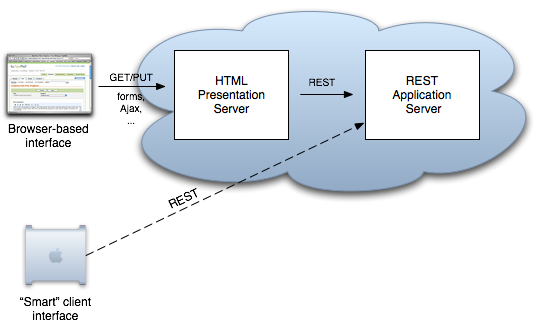 GET/PUT
forms,
Ajax,
...
HTML
Presentation
Server
REST
REST
Application
Server
Browser-based
interface
REST
“Smart” client
interface